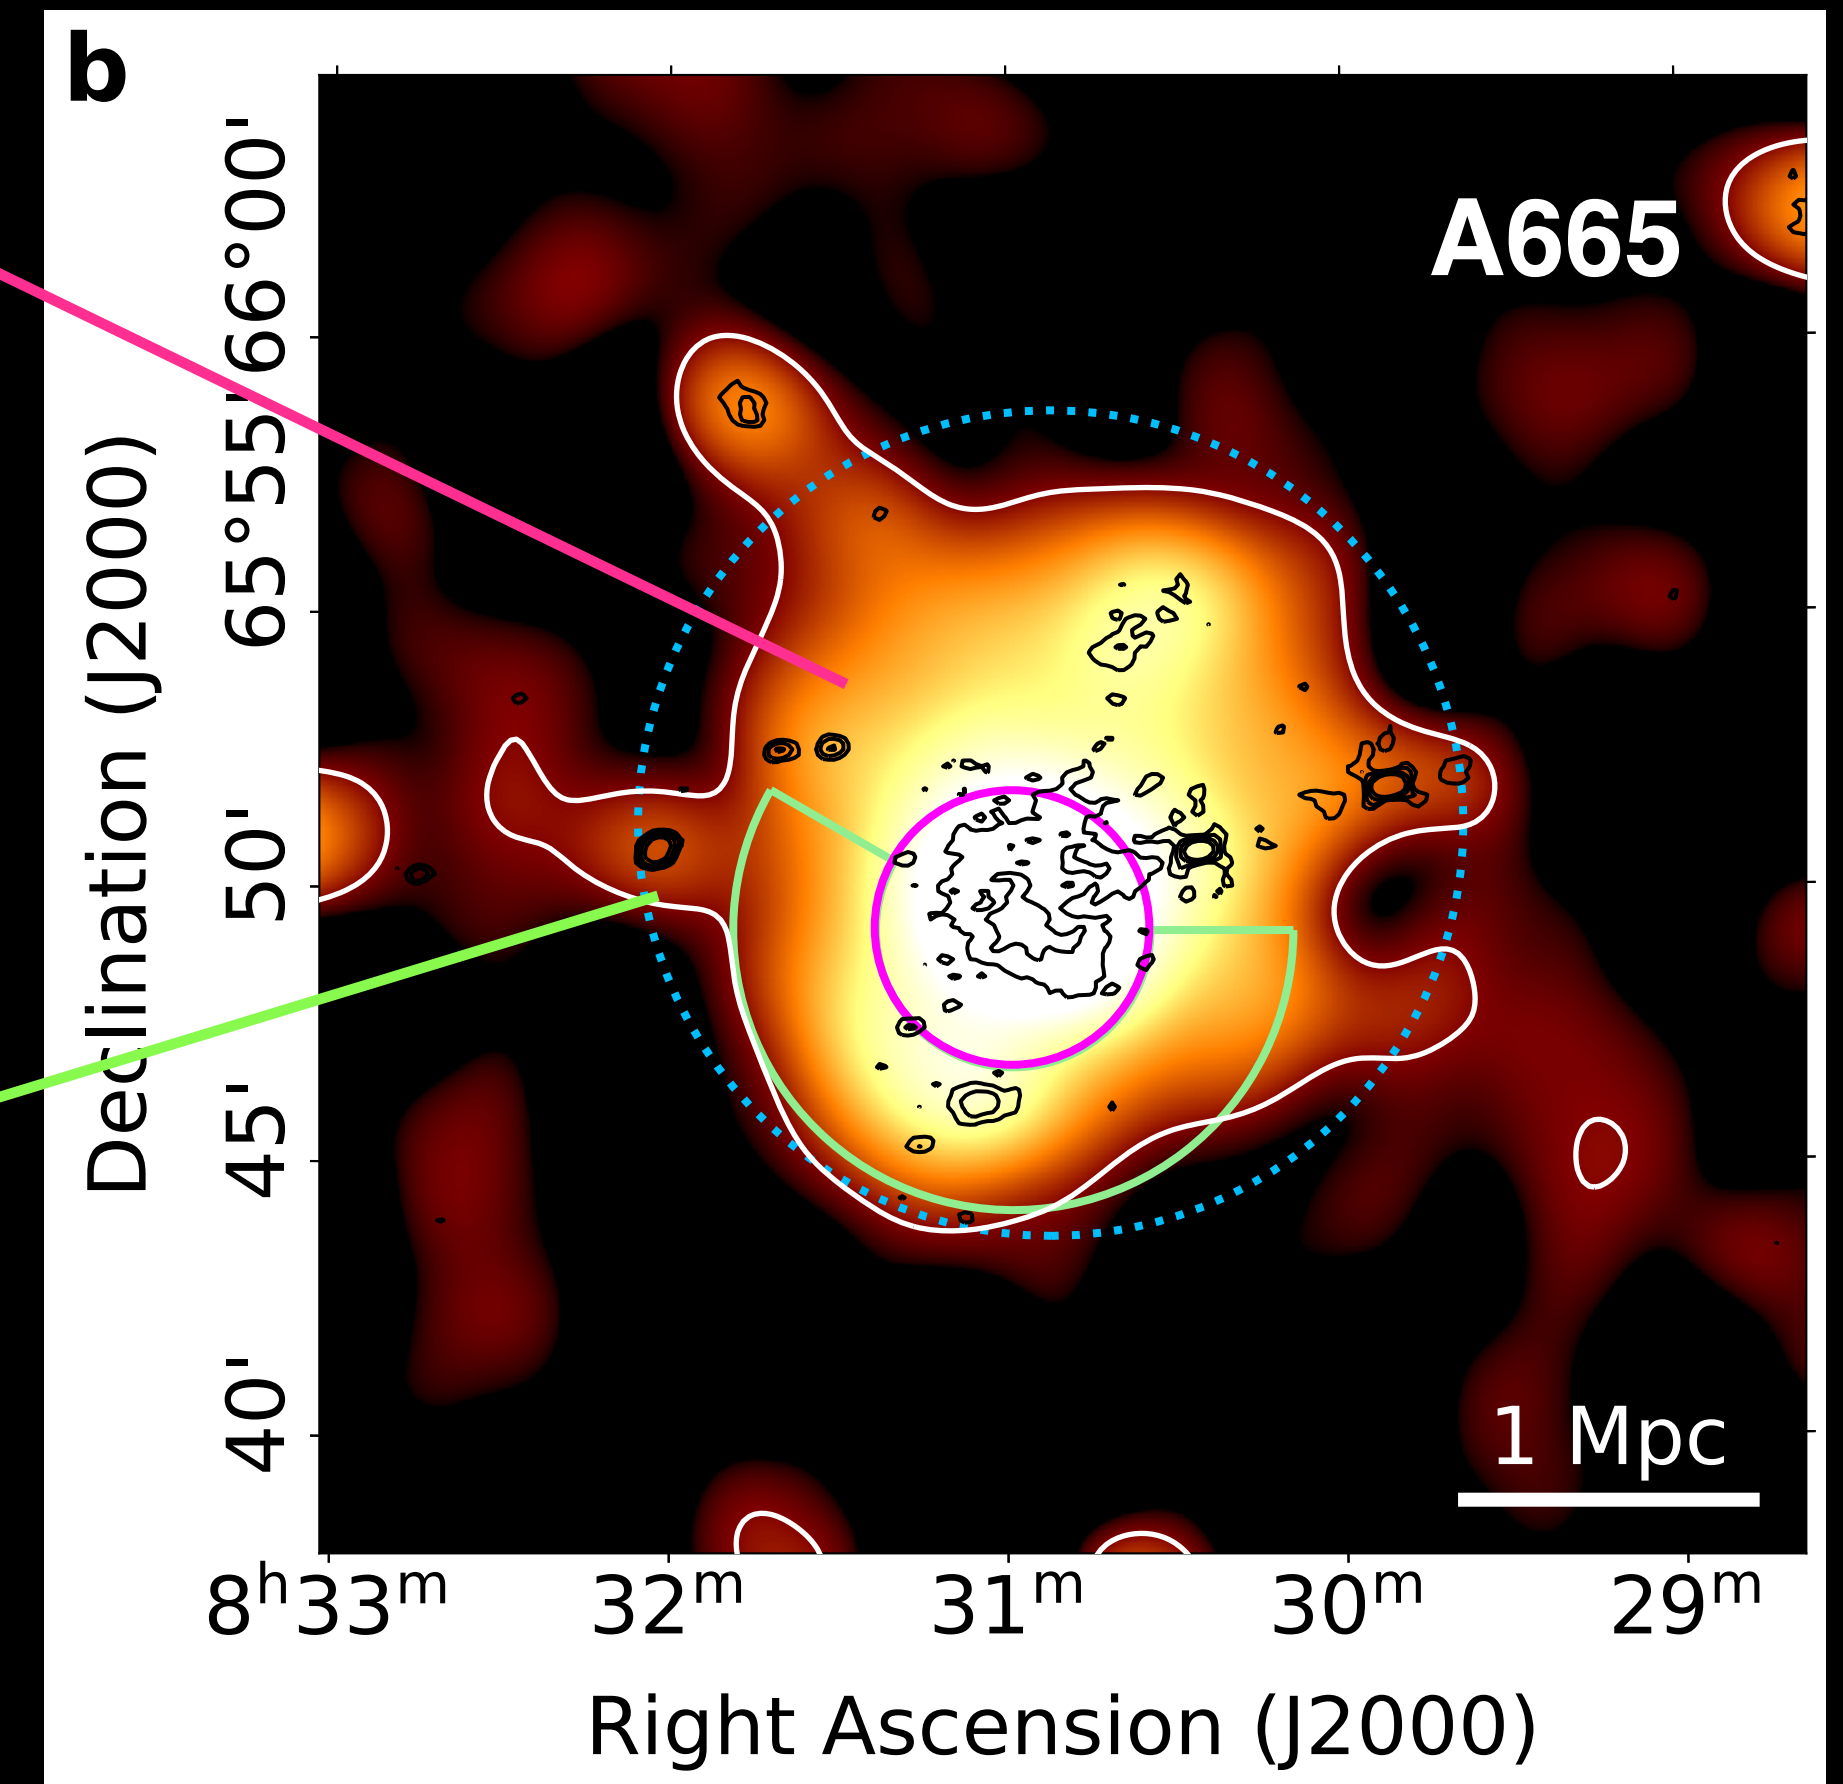 b
A665
Declination (J2000)
66°00'
65°55'
50'
45'
40'
1 Mpc
8ʰ33ᵐ 32ᵐ 31ᵐ 30ᵐ 29ᵐ
Right Ascension (J2000)